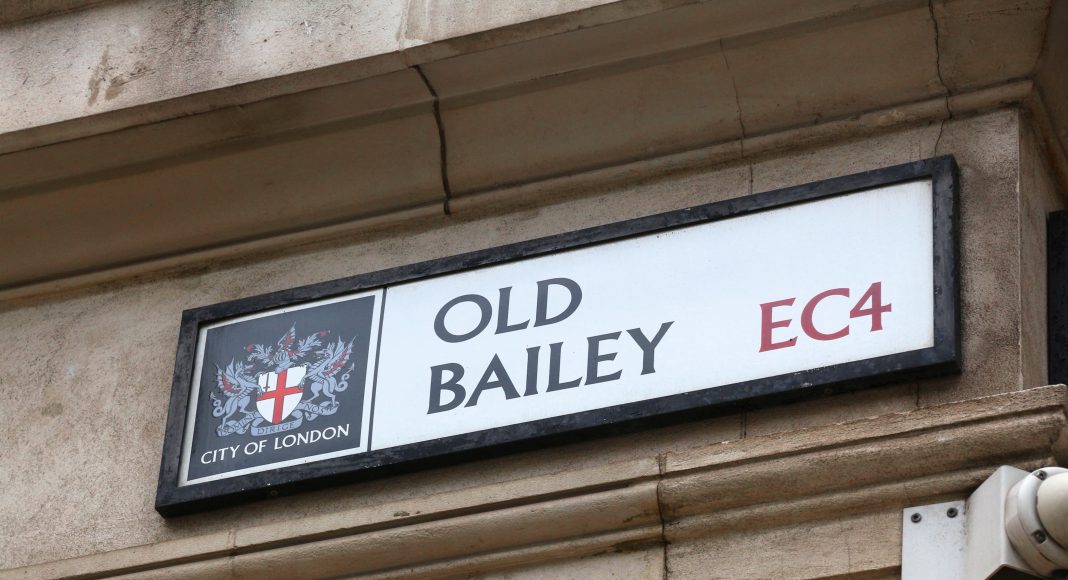 DIRIGE
CITY OF LONDON
OLD
BAILEY
EC4